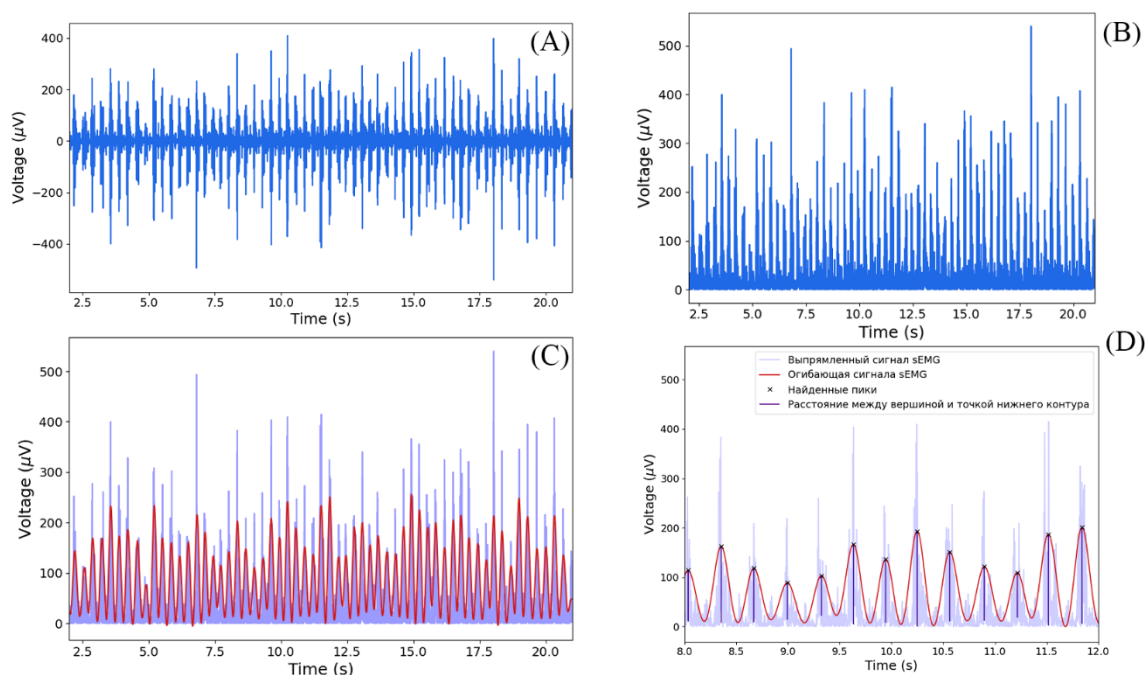 (A)
Voltage (µV)
400
200
0
−200
−400
2.5 5.0 7.5 10.0 12.5 15.0 17.5 20.0
Time (s)
(B)
Voltage (µV)
500
400
300
200
100
0
2.5 5.0 7.5 10.0 12.5 15.0 17.5 20.0
Time (s)
(C)
Voltage (µV)
500
400
300
200
100
0
2.5 5.0 7.5 10.0 12.5 15.0 17.5 20.0
Time (s)
(D)
Выпрямленный сигнал sEMG
Огибающая сигнала sEMG
Найденные пики
Расстояние между вершиной и точкой нижнего контура
Voltage (µV)
500
400
300
200
100
0
8.0 8.5 9.0 9.5 10.0 10.5 11.0 11.5 12.0
Time (s)